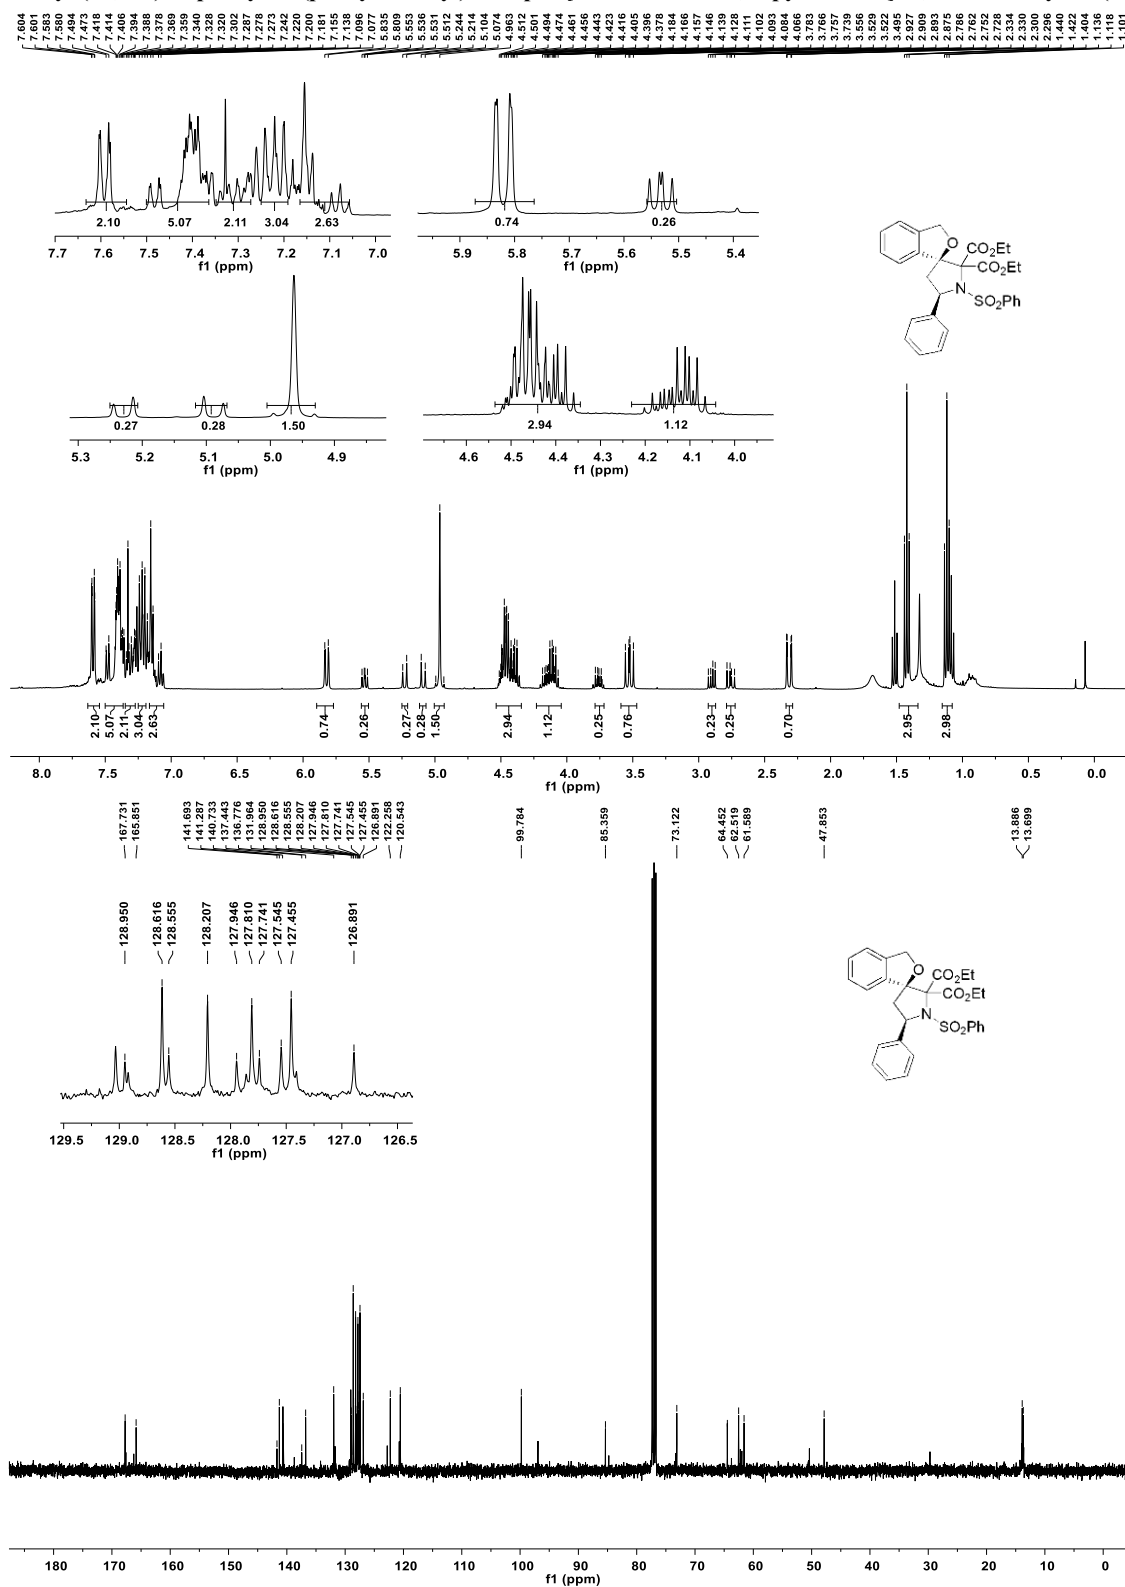 7.604 7.601 7.583 7.580 7.494 7.473 7.418 7.414 7.406 7.394 7.388 7.378 7.369 7.359 7.340 7.328 7.320 7.302 7.287 7.278 7.273 7.242 7.220 7.200 7.181 7.155 7.138 7.096 7.077 5.835 5.809 5.553 5.536 5.531 5.512 5.244 5.214 5.104 5.074 4.963 4.512 4.501 4.494 4.474 4.461 4.456 4.443 4.423 4.416 4.405 4.396 4.378 4.184 4.166 4.157 4.146 4.139 4.128 4.111 4.102 4.093 4.084 4.066 3.783 3.766 3.757 3.739 3.556 3.529 3.522 3.495 2.927 2.909 2.893 2.875 2.786 2.762 2.752 2.728 2.334 2.330 2.300 2.296 1.440 1.422 1.404 1.136 1.118 1.101
2.10 5.07 2.11 3.04 2.63
7.7 7.6 7.5 7.4 7.3 7.2 7.1 7.0
f1 (ppm)
0.74 0.26
5.9 5.8 5.7 5.6 5.5 5.4
f1 (ppm)
O
CO2Et
CO2Et
N
SO2Ph
0.27 0.28 1.50
5.3 5.2 5.1 5.0 4.9
f1 (ppm)
2.94 1.12
4.6 4.5 4.4 4.3 4.2 4.1 4.0
f1 (ppm)
2.10 5.07 2.11 3.04 2.63 0.74 0.26 0.27 0.28 1.50 2.94 1.12 0.25 0.76 0.23 0.25 0.70 2.95 2.98
8.0 7.5 7.0 6.5 6.0 5.5 5.0 4.5 4.0 3.5 3.0 2.5 2.0 1.5 1.0 0.5 0.0
f1 (ppm)
167.731 165.851 141.693 141.287 140.733 137.443 136.776 131.964 128.950 128.616 128.555 128.207 127.946 127.810 127.741 127.545 127.455 126.891 122.258 120.543 99.784 85.359 73.122 64.452 62.519 61.589 47.853 13.886 13.699
128.950 128.616 128.555 128.207 127.946 127.810 127.741 127.545 127.455 126.891
129.5 129.0 128.5 128.0 127.5 127.0 126.5
f1 (ppm)
O
CO2Et
CO2Et
N
SO2Ph
180 170 160 150 140 130 120 110 100 90 80 70 60 50 40 30 20 10 0
f1 (ppm)